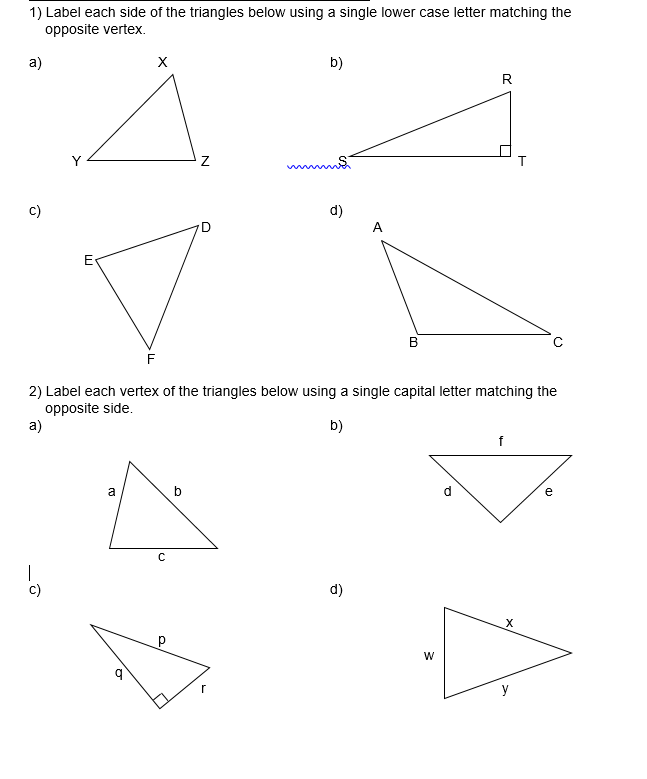 1) Label each side of the triangles below using a single lower case letter matching the
opposite vertex.
a)
X
Y
Z
b)
R
S
T
c)
D
E
F
d)
A
B
C
2) Label each vertex of the triangles below using a single capital letter matching the
opposite side.
a)
a
b
c
b)
f
d
e
c)
p
q
r
d)
x
w
y